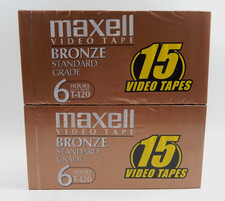 maxell
VIDEO TAPE
BRONZE
STANDARD
GRADE
6 HOURS
T-120
15
VIDEO TAPES
maxell
VIDEO TAPE
BRONZE
STANDARD
GRADE
6 HOURS
T-120
15
VIDEO TAPES